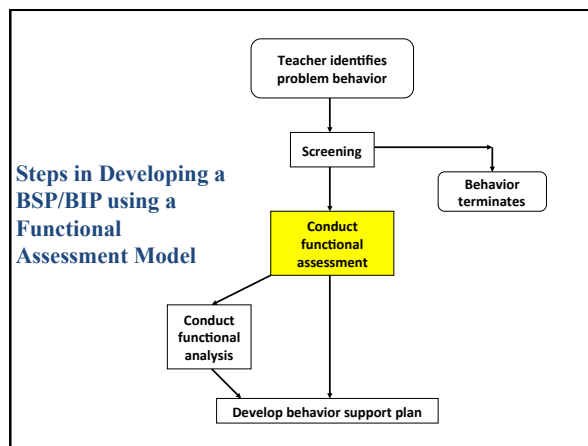 Teacher identifies
problem behavior
Screening
Steps in Developing a
BSP/BIP using a
Functional
Assessment Model
Behavior
terminates
Conduct
functional
assessment
Conduct
functional
analysis
Develop behavior support plan